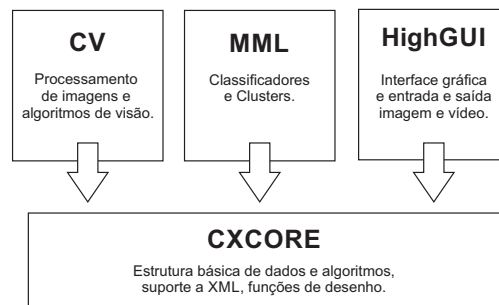 CV
Processamento
de imagens e
algoritmos de visão.
MML
Classificadores
e Clusters.
HighGUI
Interface gráfica
e entrada e saída
imagem e vídeo.
CXCORE
Estrutura básica de dados e algoritmos,
suporte a XML, funções de desenho.